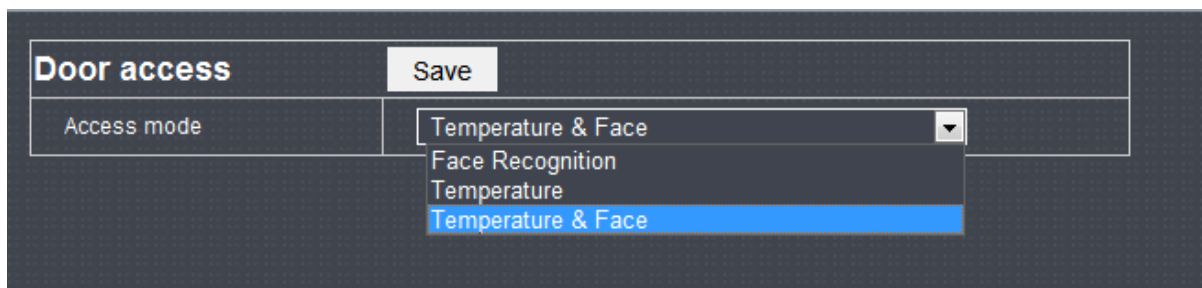 Door access
Save
Access mode
Temperature & Face
Face Recognition
Temperature
Temperature & Face